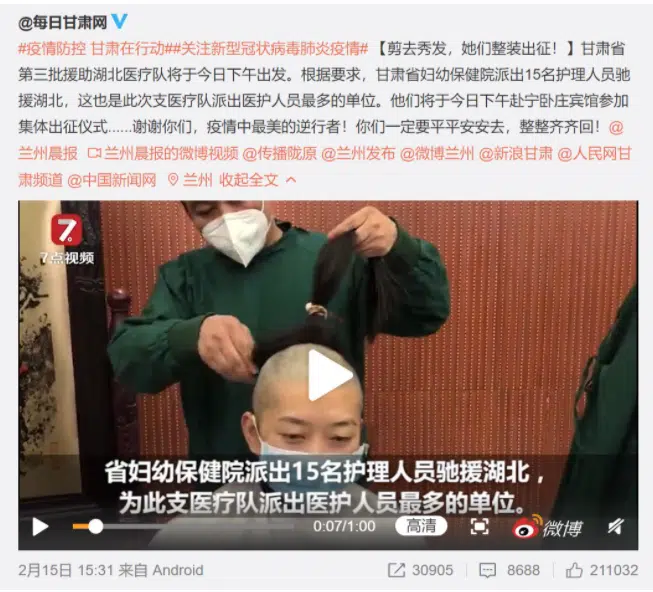 @每日甘肃网
#疫情防控 甘肃在行动##关注新型冠状病毒肺炎疫情#【剪去秀发，她们整装出征！】甘肃省
第三批援助湖北医疗队将于今日下午出发。根据要求，甘肃省妇幼保健院派出15名护理人员驰
援湖北，这也是此次支医疗队派出医护人员最多的单位。他们将于今日下午赴宁卧庄宾馆参加
集体出征仪式......谢谢你们，疫情中最美的逆行者！你们一定要平平安安去，整整齐齐回！@
兰州晨报 兰州晨报的微博视频 @传播陇原 @兰州发布 @微博兰州 @新浪甘肃 @人民网甘
肃频道 @中国新闻网 兰州 收起全文
7.
7点视频
省妇幼保健院派出15名护理人员驰援湖北，
为此支医疗队派出医护人员最多的单位。
0:07/1:00 高清 微博
2月15日 15:31 来自 Android 30905 8688 211032